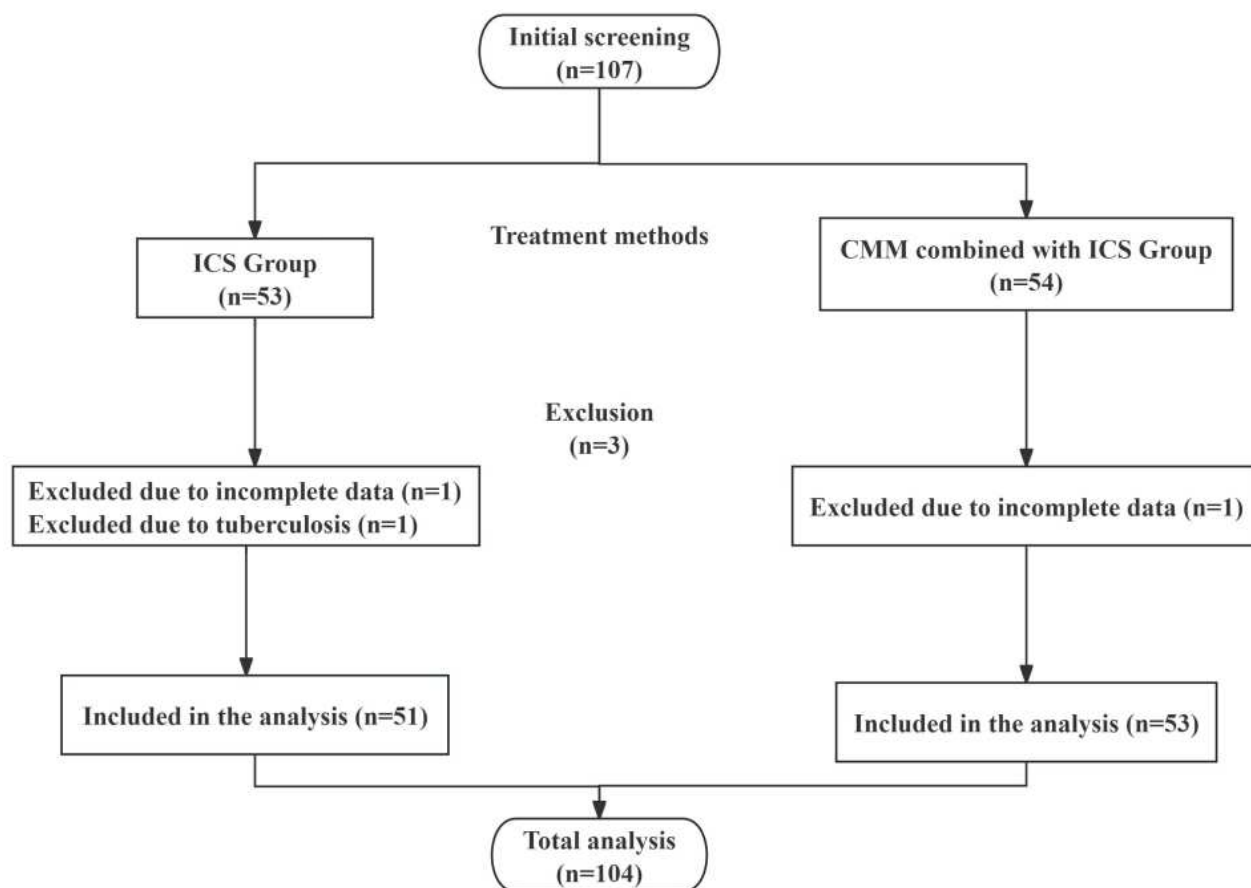 Initial screening
(n=107)
Treatment methods
ICS Group
(n=53)
CMM combined with ICS Group
(n=54)
Exclusion
(n=3)
Excluded due to incomplete data (n=1)
Excluded due to tuberculosis (n=1)
Excluded due to incomplete data (n=1)
Included in the analysis (n=51)
Included in the analysis (n=53)
Total analysis
(n=104)